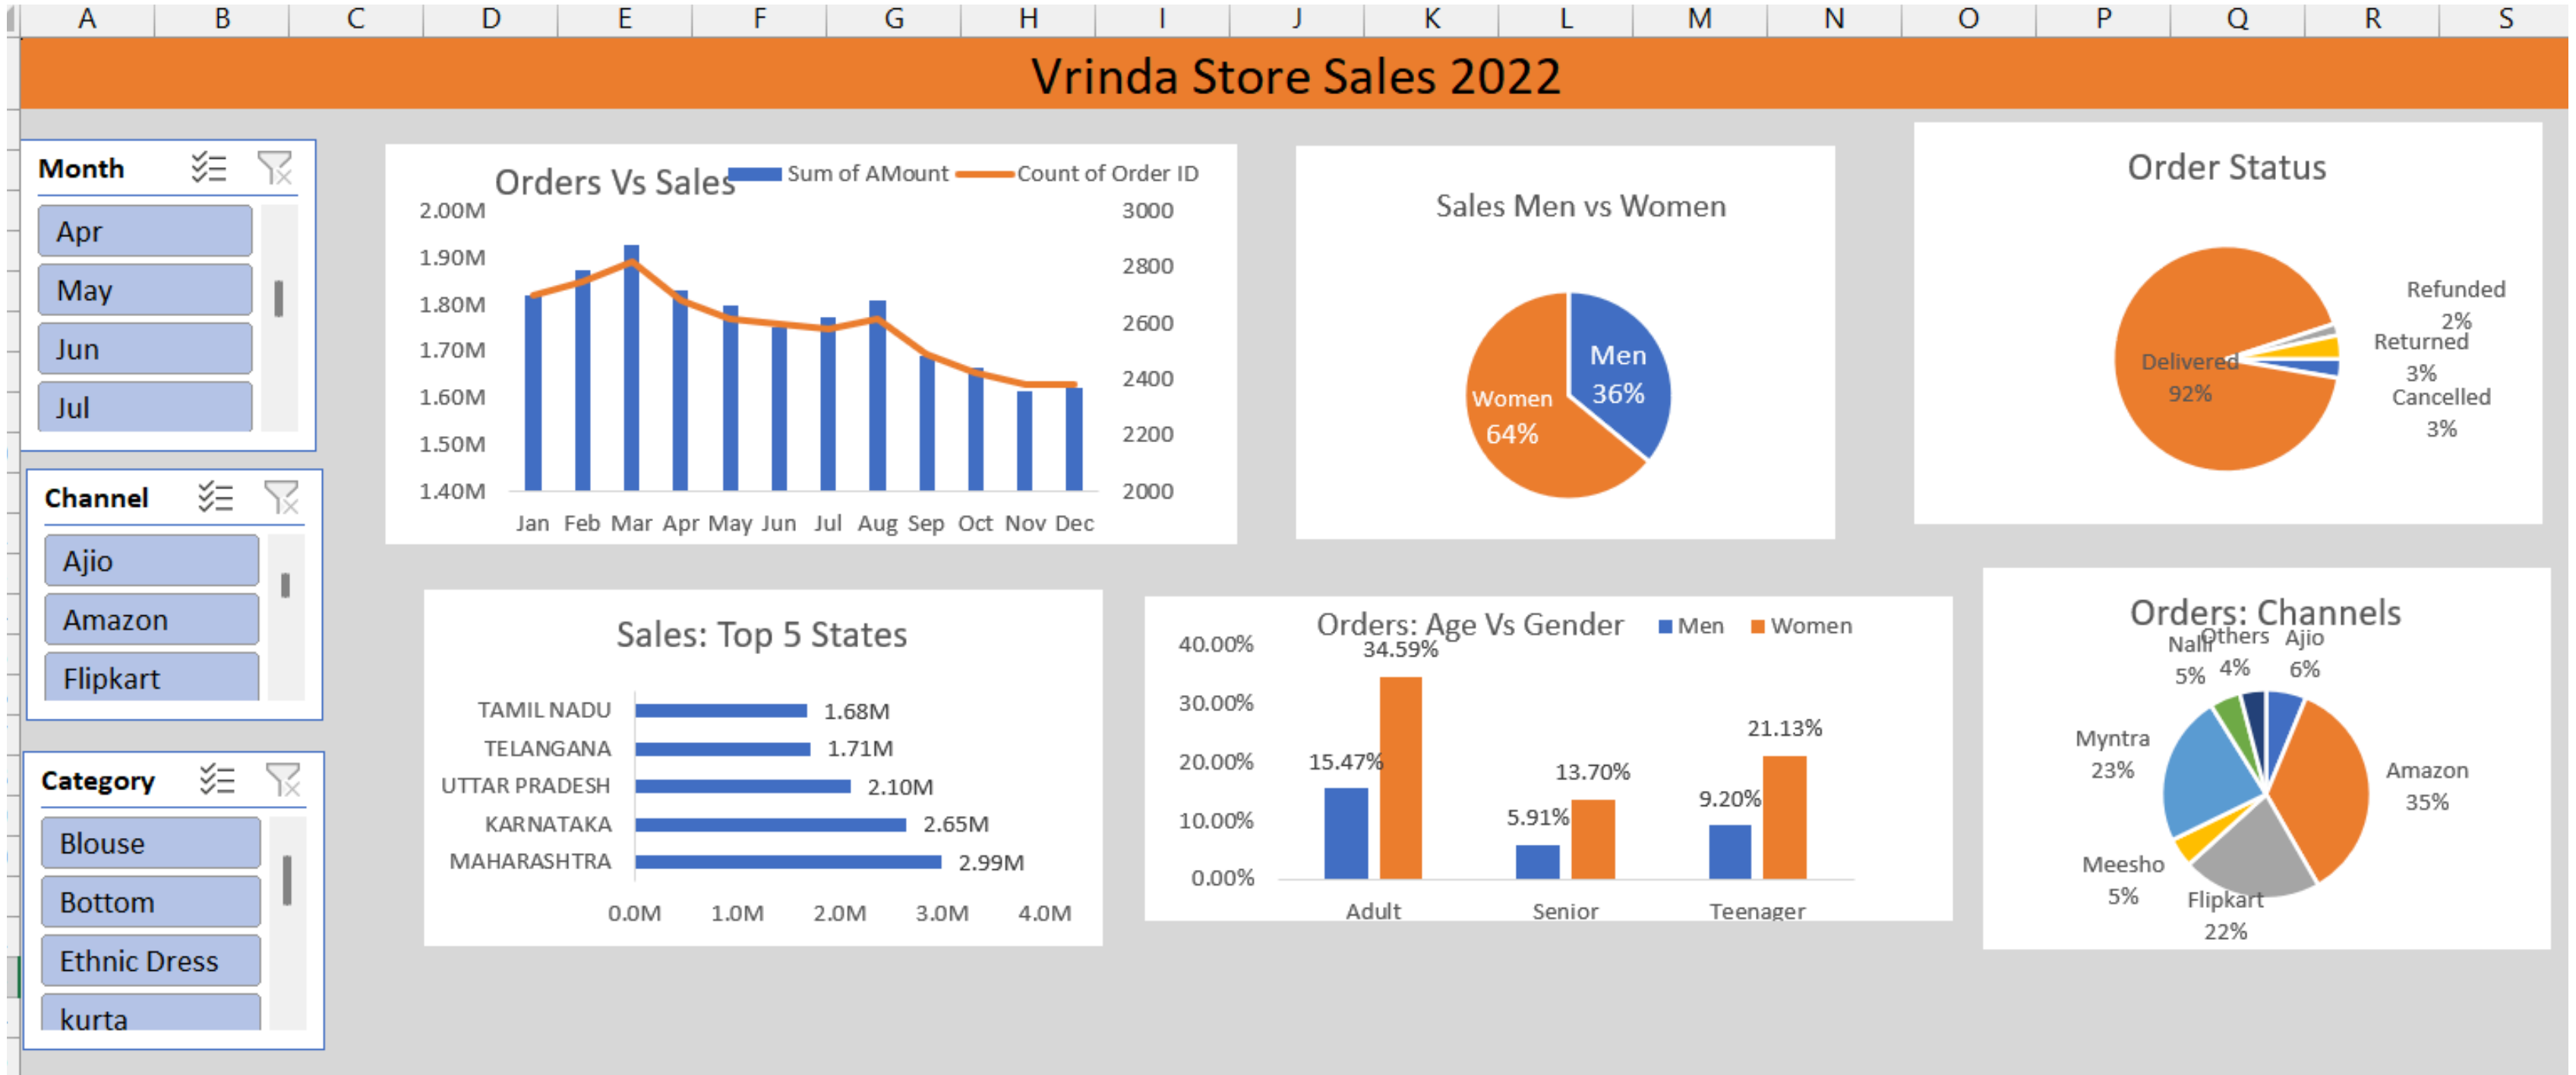 A B C D E F G H I J K L M N O P Q R S
Vrinda Store Sales 2022
Month
Apr
May
Jun
Jul
Channel
Ajio
Amazon
Flipkart
Category
Blouse
Bottom
Ethnic Dress
kurta
Orders Vs Sales
Sum of AMount
Count of Order ID
2.00M
1.90M
1.80M
1.70M
1.60M
1.50M
1.40M
3000
2800
2600
2400
2200
2000
Jan Feb Mar Apr May Jun Jul Aug Sep Oct Nov Dec
Sales Men vs Women
Men
36%
Women
64%
Order Status
Refunded
2%
Returned
3%
Cancelled
3%
Delivered
92%
Sales: Top 5 States
TAMIL NADU 1.68M
TELANGANA 1.71M
UTTAR PRADESH 2.10M
KARNATAKA 2.65M
MAHARASHTRA 2.99M
0.0M 1.0M 2.0M 3.0M 4.0M
Orders: Age Vs Gender
Men
Women
40.00%
30.00%
20.00%
10.00%
0.00%
15.47%
34.59%
5.91%
13.70%
9.20%
21.13%
Adult Senior Teenager
Orders: Channels
Nalli
5%
Others
4%
Ajio
6%
Myntra
23%
Amazon
35%
Meesho
5%
Flipkart
22%